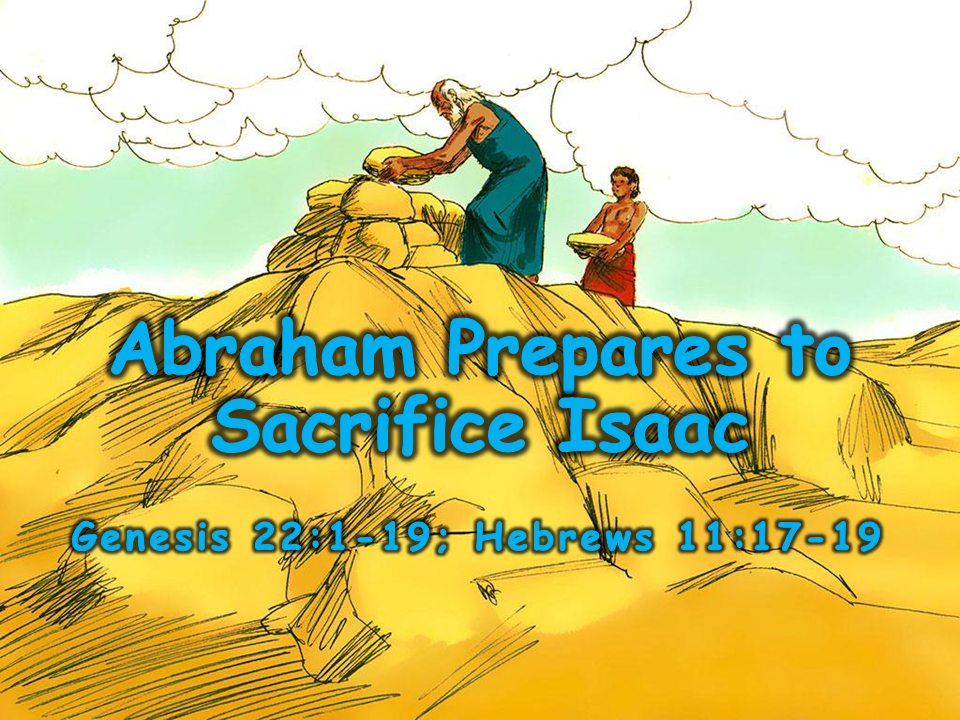 Abraham Prepares to
Sacrifice Isaac
Genesis 22:1-19; Hebrews 11:17-19